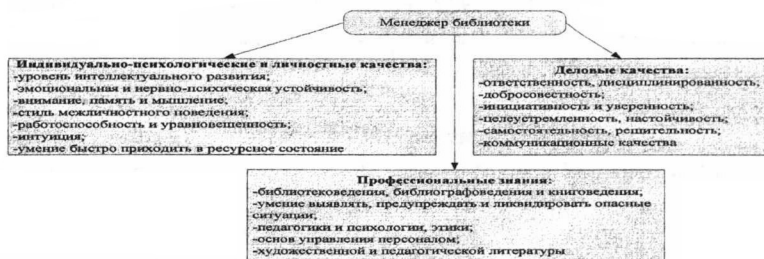 Менеджер библиотеки
Индивидуально-психологические и личностные качества:
-уровень интеллектуального развития;
-эмоциональная и нервно-психическая устойчивость;
-внимание, память и мышление;
-стиль межличностного поведения;
-работоспособность и уравновешенность;
-интуиция;
-умение быстро приходить в ресурсное состояние
Деловые качества:
-ответственность, дисциплинированность;
-добросовестность;
-инициативность и уверенность;
-целеустремленность, настойчивость;
-самостоятельность, решительность;
-коммуникационные качества
Профессиональные знания:
-библиотековедения, библиографоведения и книговедения;
-умение выявлять, предупреждать и ликвидировать опасные
ситуации;
-педагогики и психологии, этики;
-основ управления персоналом;
-художественной и педагогической литературы